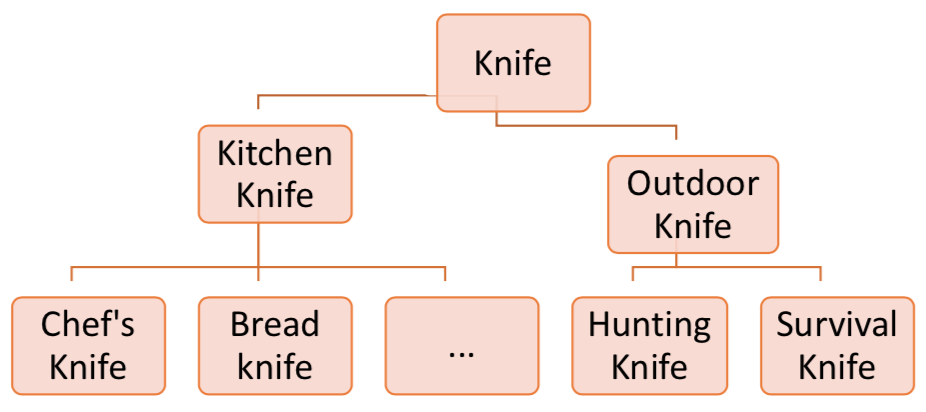 Knife
Kitchen
Knife
Outdoor
Knife
Chef's
Knife
Bread
knife
...
Hunting
Knife
Survival
Knife